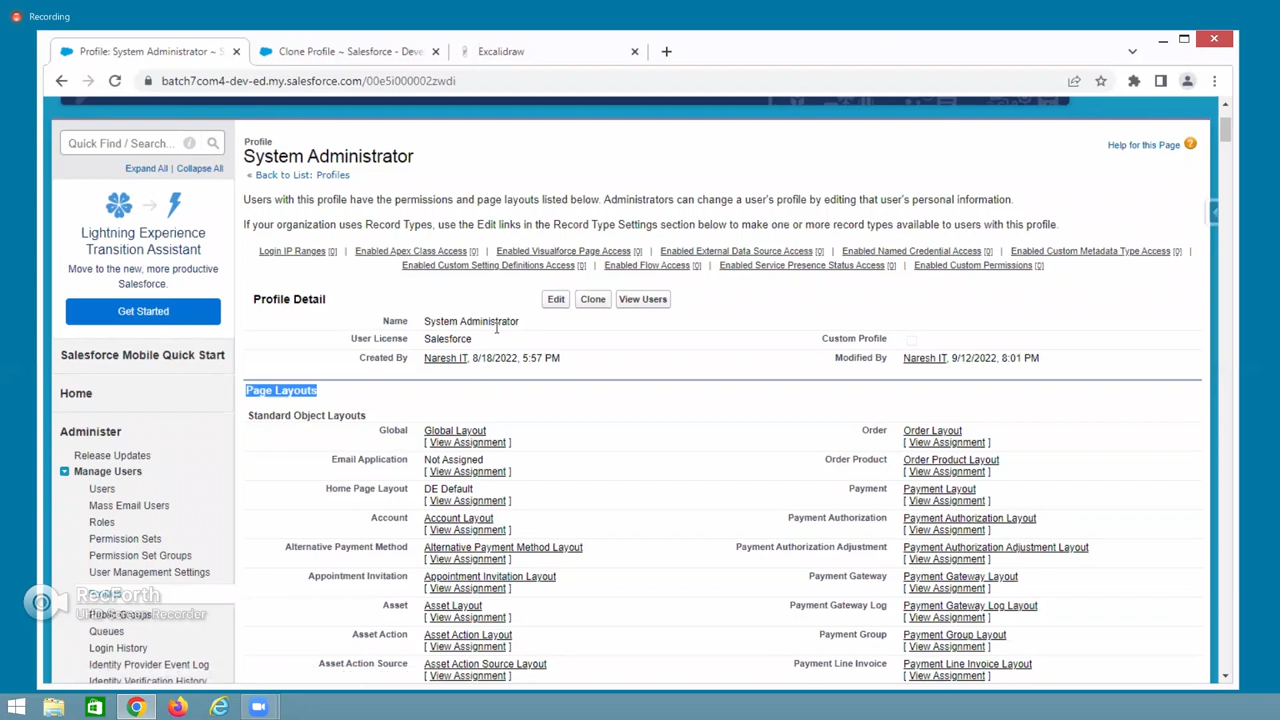 Recording
Profile: System Administrator ~ S
Clone Profile ~ Salesforce - Deve
Excalidraw
batch7com4-dev-ed.my.salesforce.com/00e5i000002zwdi
Quick Find / Search...
Expand All | Collapse All
Lightning Experience
Transition Assistant
Move to the new, more productive
Salesforce.
Get Started
Salesforce Mobile Quick Start
Home
Administer
Release Updates
Manage Users
Users
Mass Email Users
Roles
Permission Sets
Permission Set Groups
User Management Settings
RecForth
Public Groups
Queues
Login History
Identity Provider Event Log
Identity Verification History
Profile
System Administrator
« Back to List: Profiles
Help for this Page
Users with this profile have the permissions and page layouts listed below. Administrators can change a user's profile by editing that user's personal information.
If your organization uses Record Types, use the Edit links in the Record Type Settings section below to make one or more record types available to users with this profile.
Login IP Ranges [0] | Enabled Apex Class Access [0] | Enabled Visualforce Page Access [0] | Enabled External Data Source Access [0] | Enabled Named Credential Access [0] | Enabled Custom Metadata Type Access [0] |
Enabled Custom Setting Definitions Access [0] | Enabled Flow Access [0] | Enabled Service Presence Status Access [0] | Enabled Custom Permissions [0]
Profile Detail
Edit
Clone
View Users
Name System Administrator
User License Salesforce
Custom Profile
Created By Naresh IT, 8/18/2022, 5:57 PM
Modified By Naresh IT, 9/12/2022, 8:01 PM
Page Layouts
Standard Object Layouts
Global Global Layout
[ View Assignment ]
Order Order Layout
[ View Assignment ]
Email Application Not Assigned
[ View Assignment ]
Order Product Order Product Layout
[ View Assignment ]
Home Page Layout DE Default
[ View Assignment ]
Payment Payment Layout
[ View Assignment ]
Account Account Layout
[ View Assignment ]
Payment Authorization Payment Authorization Layout
[ View Assignment ]
Alternative Payment Method Alternative Payment Method Layout
[ View Assignment ]
Payment Authorization Adjustment Payment Authorization Adjustment Layout
[ View Assignment ]
Appointment Invitation Appointment Invitation Layout
[ View Assignment ]
Payment Gateway Payment Gateway Layout
[ View Assignment ]
Asset Asset Layout
[ View Assignment ]
Payment Gateway Log Payment Gateway Log Layout
[ View Assignment ]
Asset Action Asset Action Layout
[ View Assignment ]
Payment Group Payment Group Layout
[ View Assignment ]
Asset Action Source Asset Action Source Layout
[ View Assignment ]
Payment Line Invoice Payment Line Invoice Layout
[ View Assignment ]